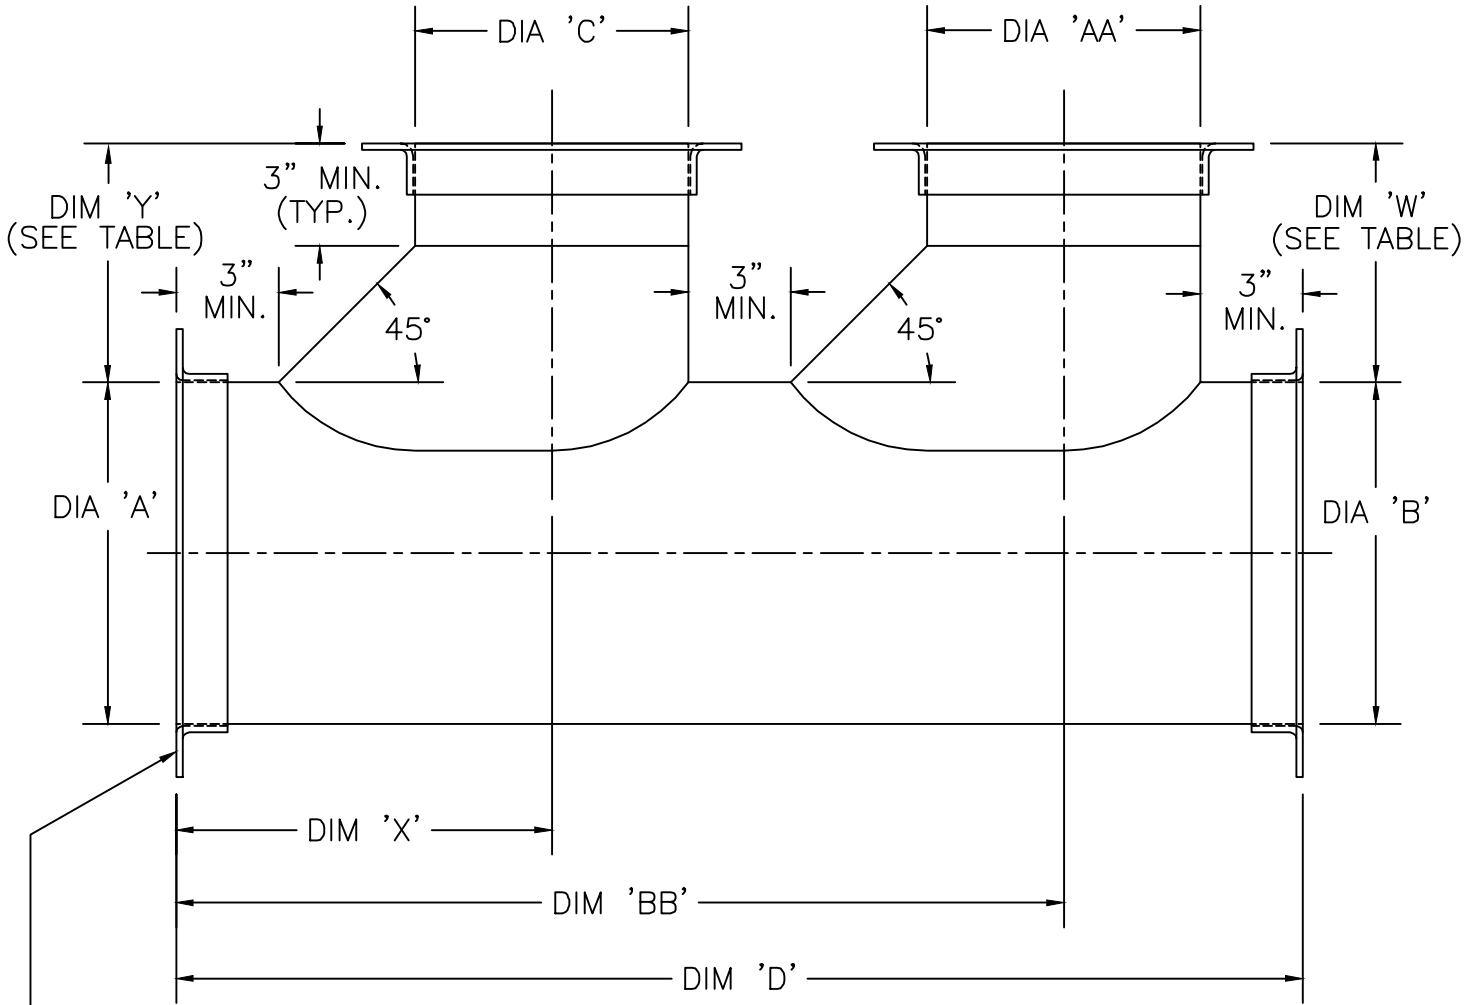 DIA 'C'
DIA 'AA'
3” MIN.
(TYP.)
DIM 'Y'
(SEE TABLE)
DIM 'W'
(SEE TABLE)
3”
MIN.
3”
MIN.
3”
MIN.
45°
45°
DIA 'A'
DIA 'B'
DIM 'X'
DIM 'BB'
DIM 'D'